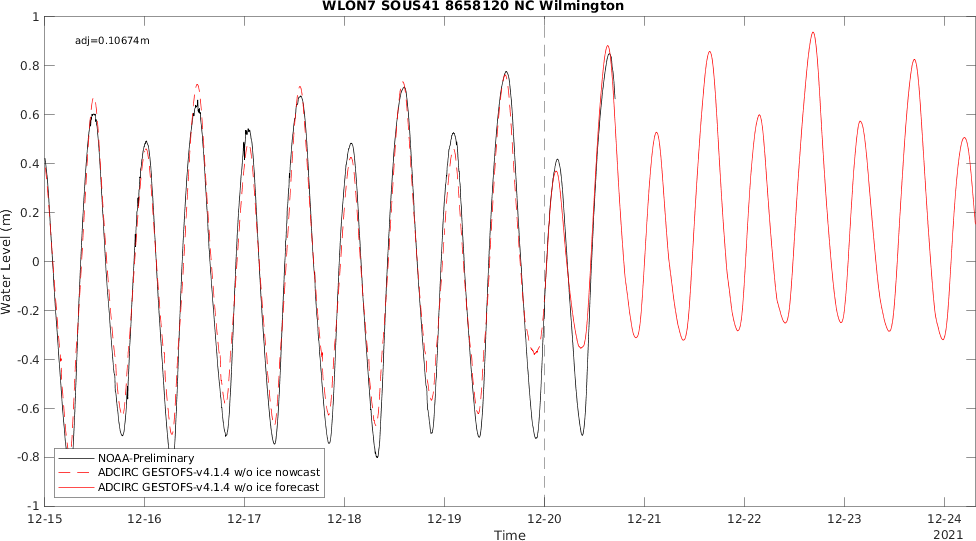 WLON7 SOUS41 8658120 NC Wilmington
adj=0.10674m
1
0.8
0.6
0.4
0.2
0
-0.2
-0.4
-0.6
-0.8
-1
Water Level (m)
NOAA-Preliminary
ADCIRC GESTOFS-v4.1.4 w/o ice nowcast
ADCIRC GESTOFS-v4.1.4 w/o ice forecast
12-15 12-16 12-17 12-18 12-19 12-20 12-21 12-22 12-23 12-24
Time 2021